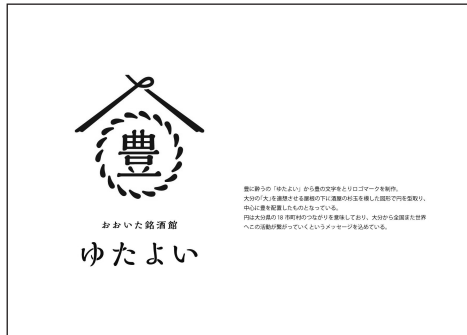 豊
おおいた銘酒館
ゆたよい
豊に酔うの「ゆたよい」から豊の文字をとりロゴマークを制作。
大分の「大」を連想させる屋根の下に酒屋の杉玉を模した図形で円を型取り、
中心に豊を配置したものとなっている。
円は大分県の18市町村のつながりを意味しており、大分から全国また世界
へこの活動が繋がっていくというメッセージを込めている。